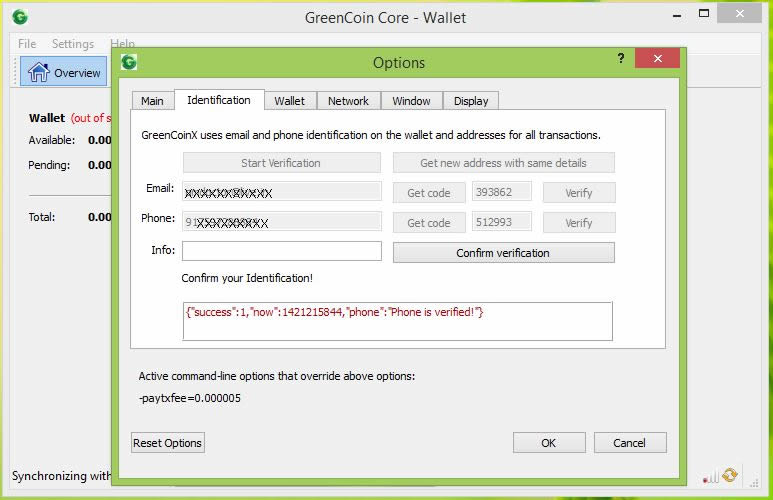 GreenCoin Core - Wallet
File Settings Help
Overview
Options
Main Identification Wallet Network Window Display
Wallet (out of s
GreenCoinX uses email and phone identification on the wallet and addresses for all transactions.
Available: 0.00
Start Verification Get new address with same details
Pending: 0.00
Email: Get code 393862 Verify
Phone: 91 Get code 512993 Verify
Total: 0.00
Info: Confirm verification
Confirm your Identification!
{"success":1,"now":1421215844,"phone":"Phone is verified!"}
Active command-line options that override above options:
-paytxfee=0.000005
Reset Options OK Cancel
Synchronizing with